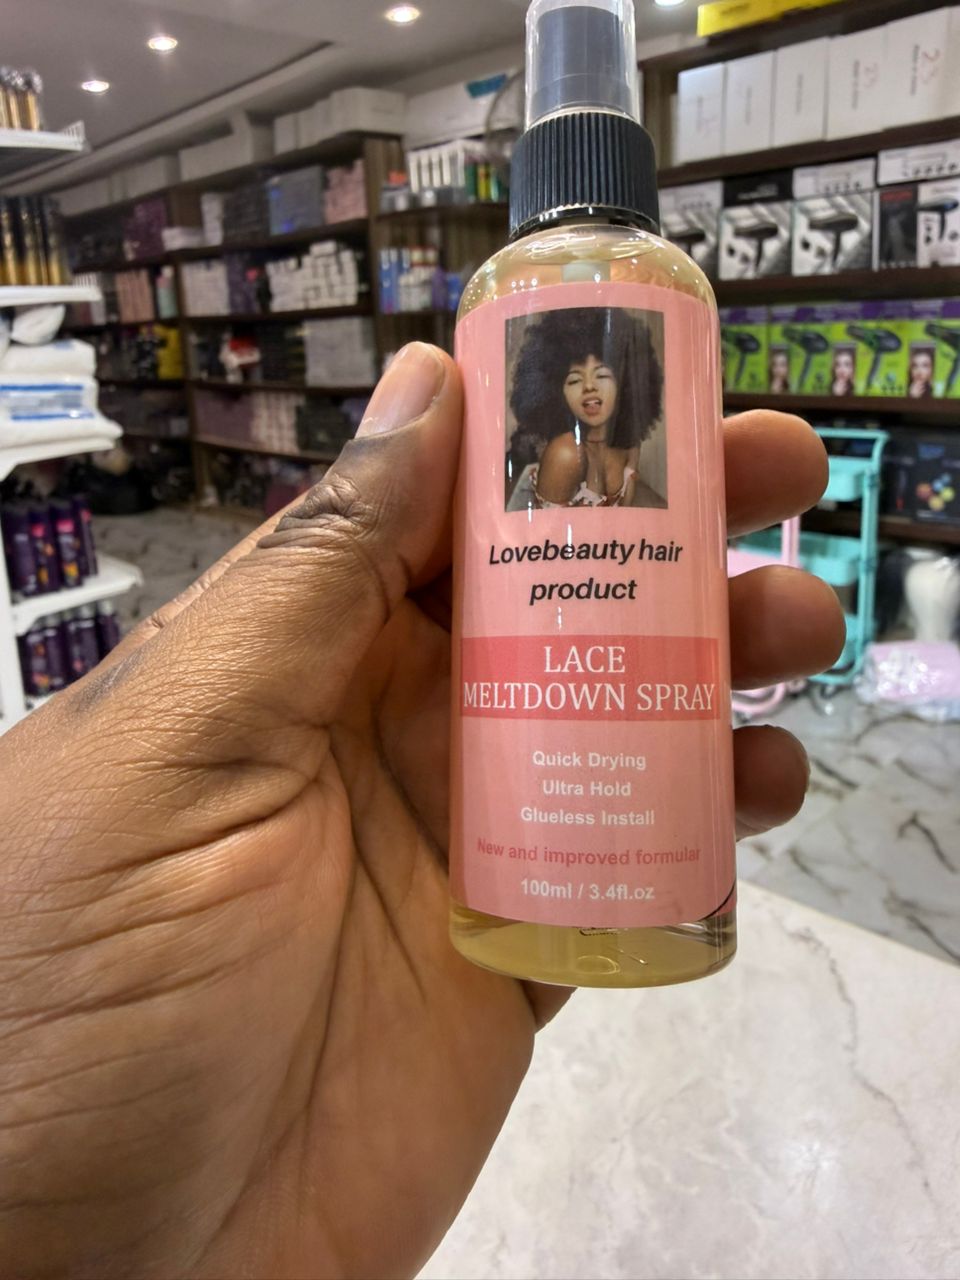 Lovebeauty hair
product
LACE
MELTDOWN SPRAY
Quick Drying
Ultra Hold
Glueless Install
New and improved formular
100ml / 3.4fl.oz